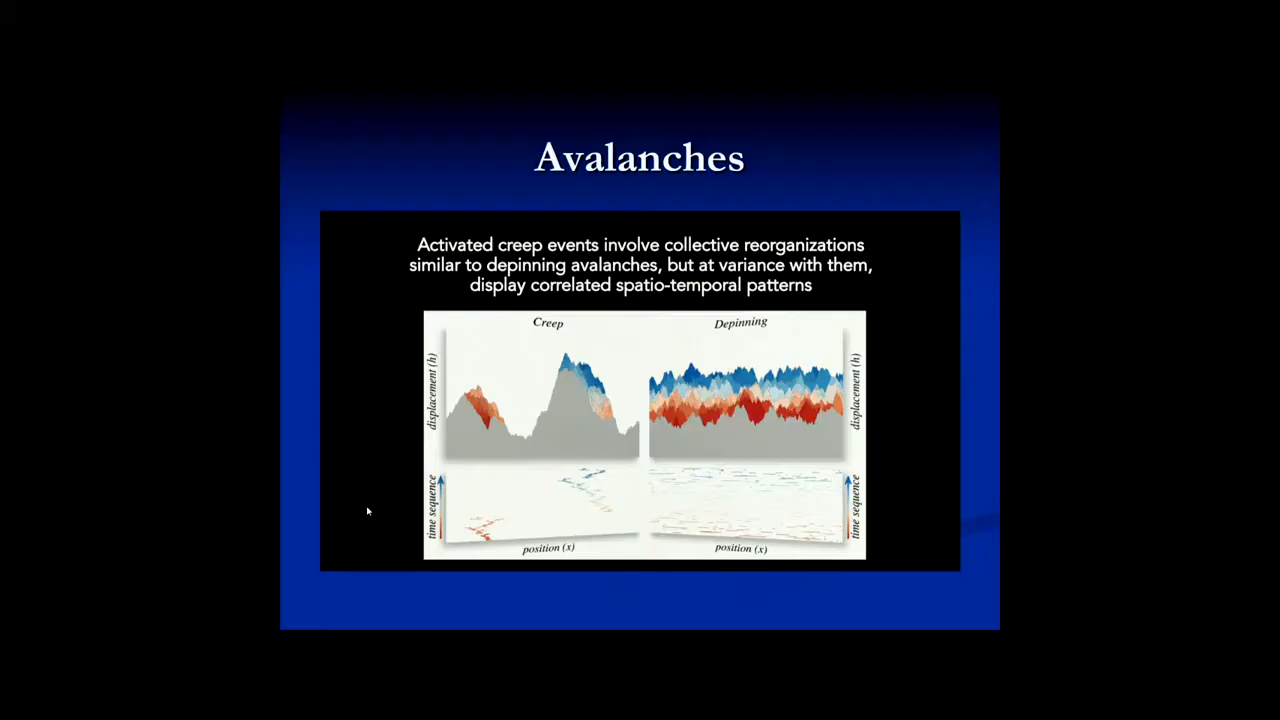 Avalanches
Activated creep events involve collective reorganizations
similar to depinning avalanches, but at variance with them,
display correlated spatio-temporal patterns
Creep
Depinning
displacement (h)
displacement (h)
time sequence
time sequence
position (x)
position (x)